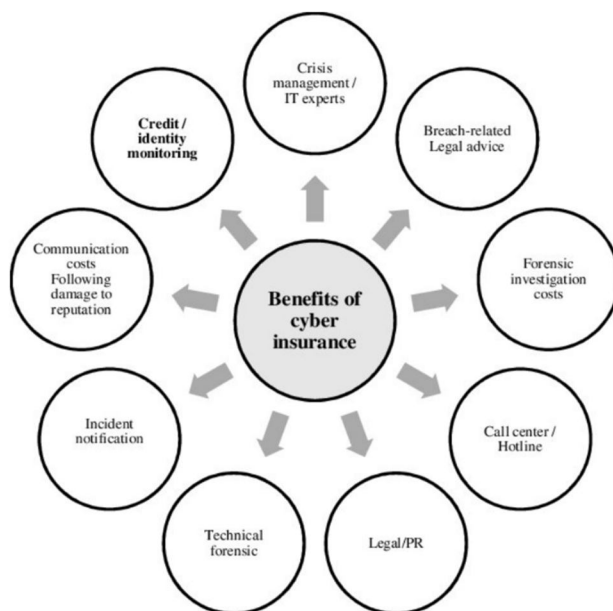 Crisis
management /
IT experts
Breach-related
Legal advice
Forensic
investigation
costs
Call center /
Hotline
Legal/PR
Technical
forensic
Incident
notification
Communication
costs
Following
damage to
reputation
Credit /
identity
monitoring
Benefits of
cyber
insurance